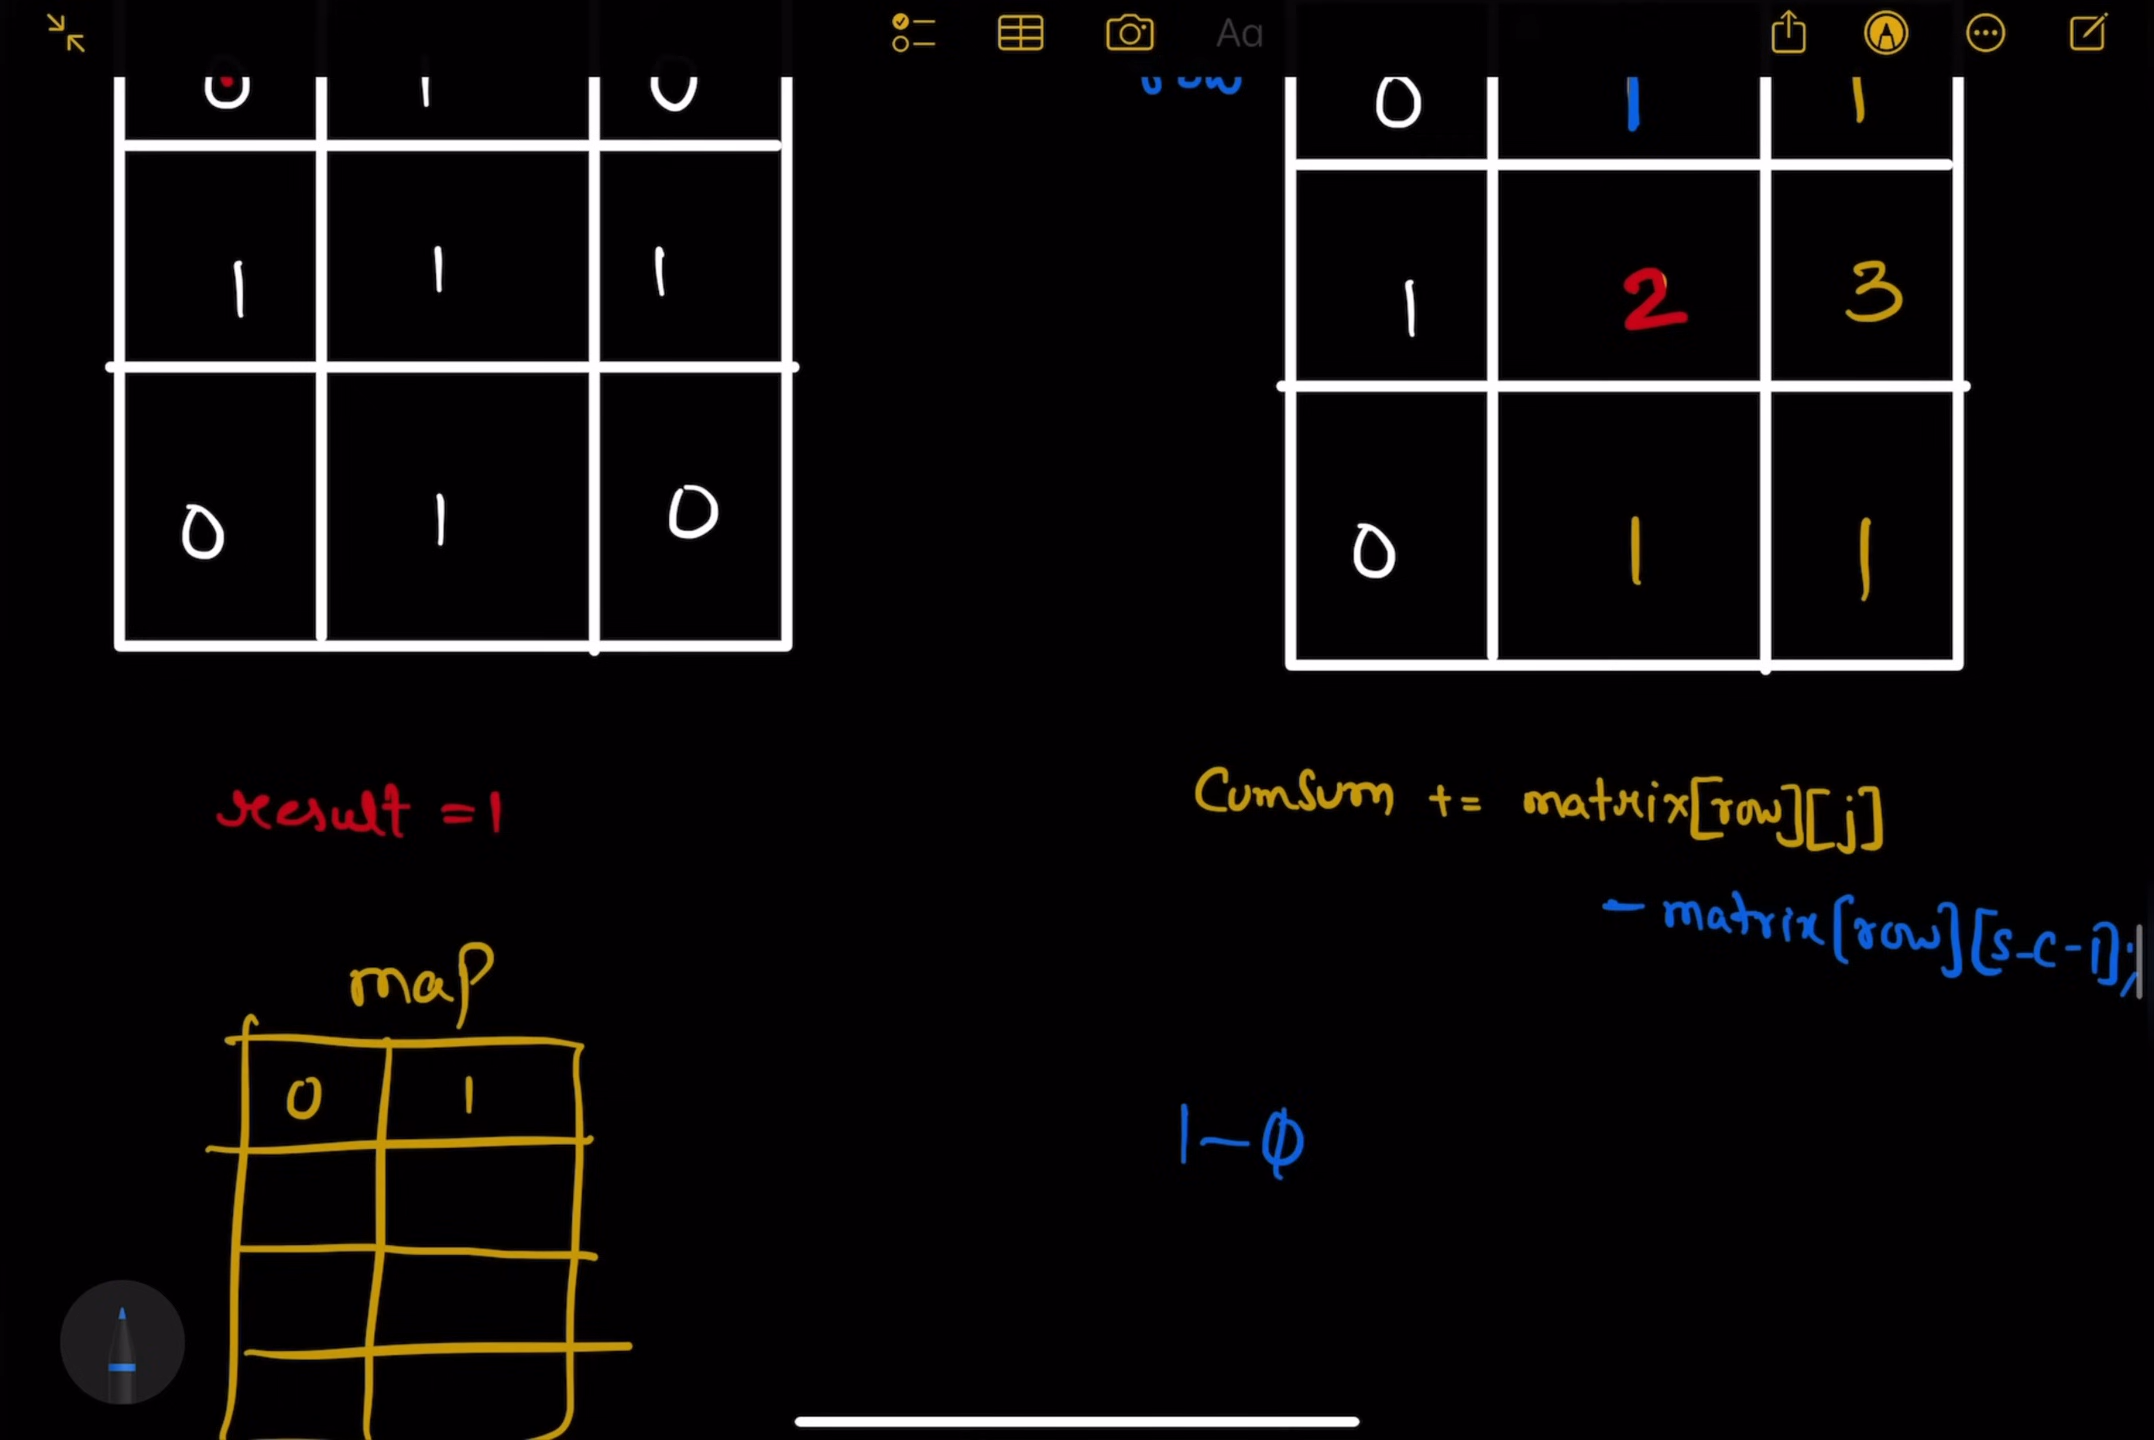 Aa
0 1 0
0 1 1
1 1 1
1 2 3
0 1 0
0 1 1
result = 1
CumSum += matrix[row][j]
- matrix[row][s-c-1];
map
0 1
1-0